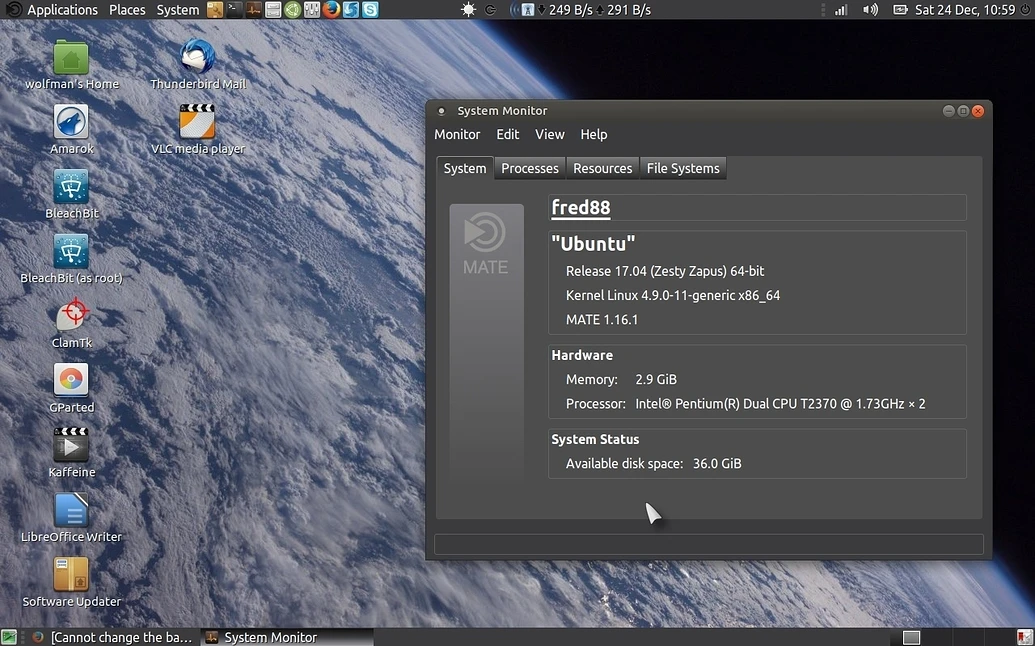 Applications Places System 249 B/s 291 B/s Sat 24 Dec, 10:59
wolfman's Home
Thunderbird Mail
Amarok
VLC media player
BleachBit
BleachBit (as root)
ClamTk
GParted
Kaffeine
LibreOffice Writer
Software Updater
System Monitor
Monitor Edit View Help
System Processes Resources File Systems
MATE
fred88
"Ubuntu"
Release 17.04 (Zesty Zapus) 64-bit
Kernel Linux 4.9.0-11-generic x86_64
MATE 1.16.1
Hardware
Memory: 2.9 GiB
Processor: Intel® Pentium(R) Dual CPU T2370 @ 1.73GHz × 2
System Status
Available disk space: 36.0 GiB
[Cannot change the ba... System Monitor